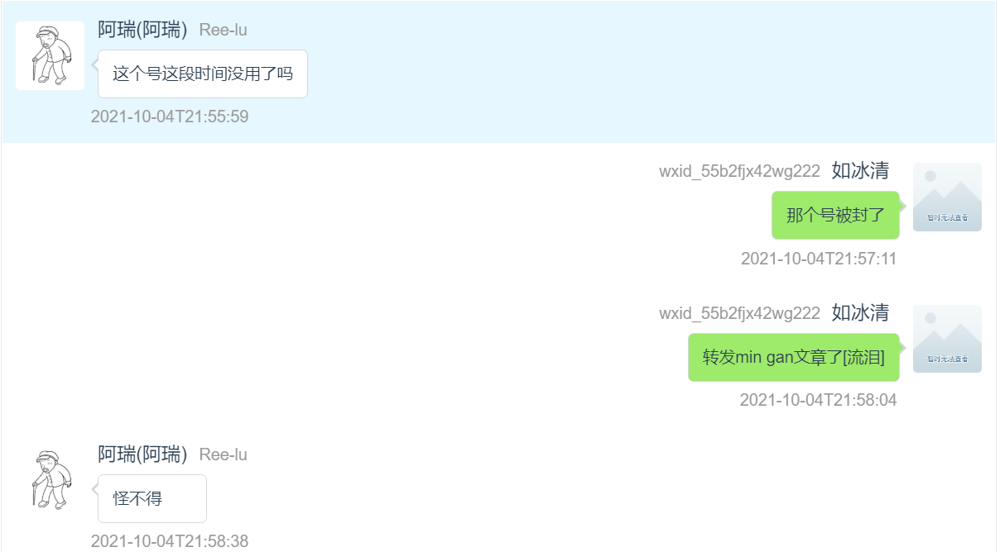 阿瑞(阿瑞) Ree-lu
这个号这段时间没用了吗
2021-10-04T21:55:59
wxid_55b2fjx42wg222 如冰清
那个号被封了
暂时无法查看
2021-10-04T21:57:11
wxid_55b2fjx42wg222 如冰清
转发min gan文章了[流泪]
暂时无法查看
2021-10-04T21:58:04
阿瑞(阿瑞) Ree-lu
怪不得
2021-10-04T21:58:38